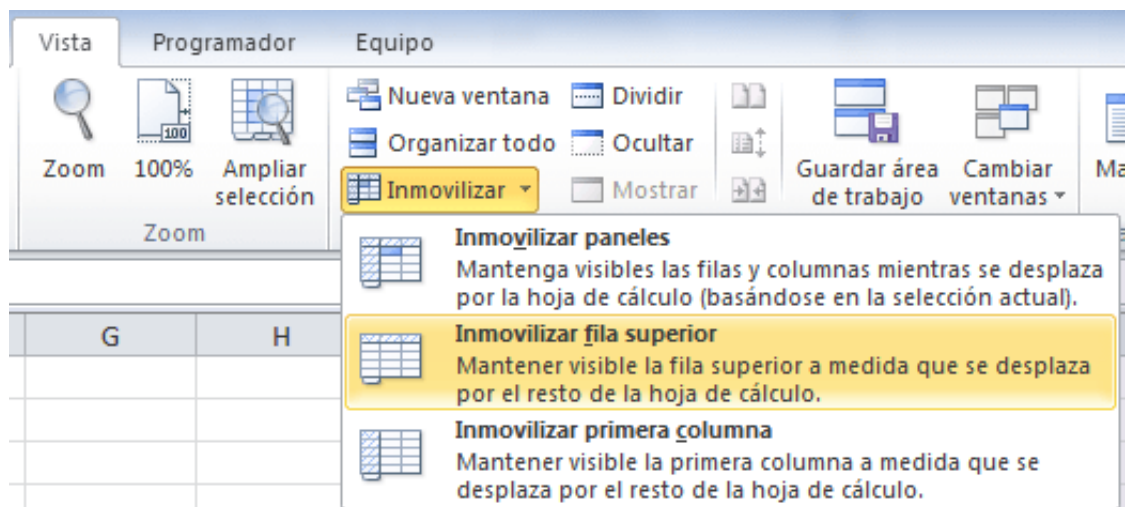 Vista Programador Equipo
Nueva ventana Dividir
Organizar todo Ocultar
Zoom 100% Ampliar selección Guardar área de trabajo Cambiar ventanas
Inmovilizar Mostrar
100
Zoom
Inmovilizar paneles
Mantenga visibles las filas y columnas mientras se desplaza
por la hoja de cálculo (basándose en la selección actual).
G H
Inmovilizar fila superior
Mantener visible la fila superior a medida que se desplaza
por el resto de la hoja de cálculo.
Inmovilizar primera columna
Mantener visible la primera columna a medida que se
desplaza por el resto de la hoja de cálculo.